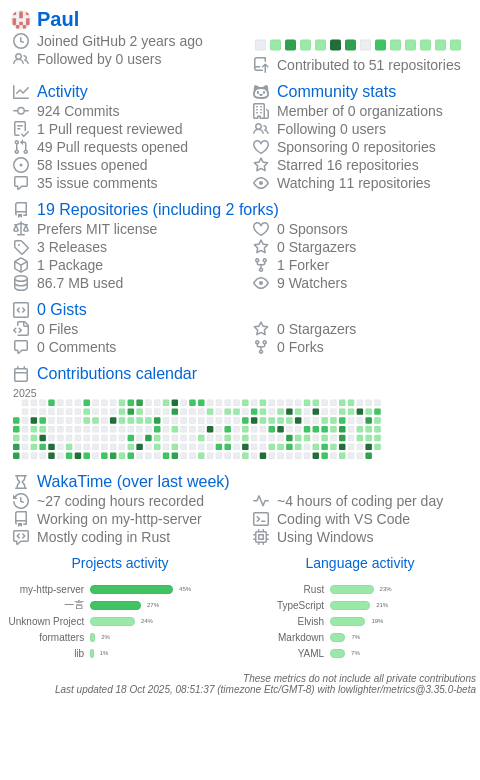 Paul
Joined GitHub 2 years ago
Followed by 0 users
Contributed to 51 repositories
Activity
924 Commits
1 Pull request reviewed
49 Pull requests opened
58 Issues opened
35 issue comments
Community stats
Member of 0 organizations
Following 0 users
Sponsoring 0 repositories
Starred 16 repositories
Watching 11 repositories
19 Repositories (including 2 forks)
Prefers MIT license
3 Releases
1 Package
86.7 MB used
0 Sponsors
0 Stargazers
1 Forker
9 Watchers
0 Gists
0 Files
0 Comments
0 Stargazers
0 Forks
Contributions calendar
2025
WakaTime (over last week)
~27 hours of coding recorded
Working on my-http-server
Mostly coding in Rust
~4 hours of coding per day
Coding with VS Code
Using Windows
Projects activity
my-http-server 45%
一言 27%
Unknown Project 24%
formatters 2%
lib 1%
Language activity
Rust 23%
TypeScript 21%
Elvish 19%
Markdown 7%
YAML 7%
These metrics do not include all private contributions
Last updated 18 Oct 2025, 08:51:37 (timezone Etc/GMT-8) with lowlighter/metrics@3.35.0-beta